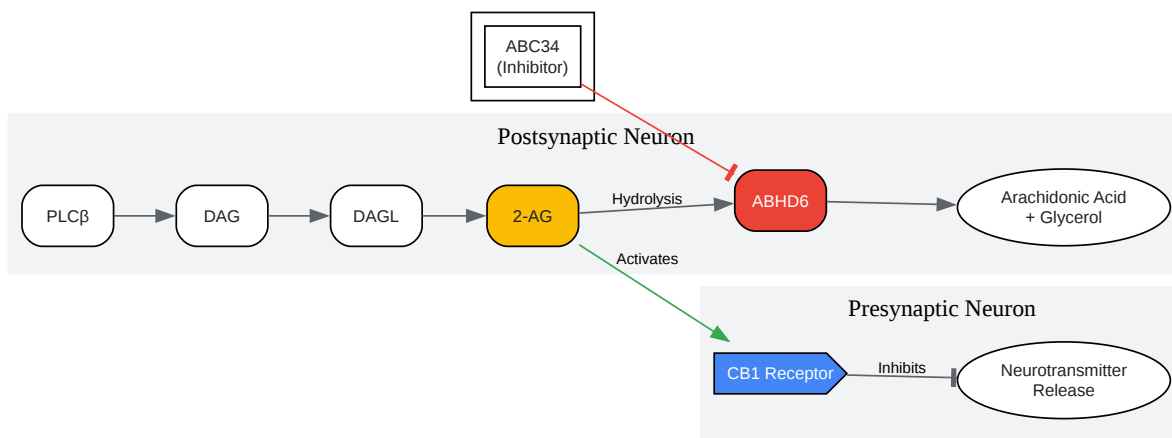 ABC34
(Inhibitor)
Postsynaptic Neuron
PLCβ
DAG
DAGL
2-AG
Hydrolysis
ABHD6
Arachidonic Acid
+ Glycerol
Activates
Presynaptic Neuron
CB1 Receptor
Inhibits
Neurotransmitter
Release